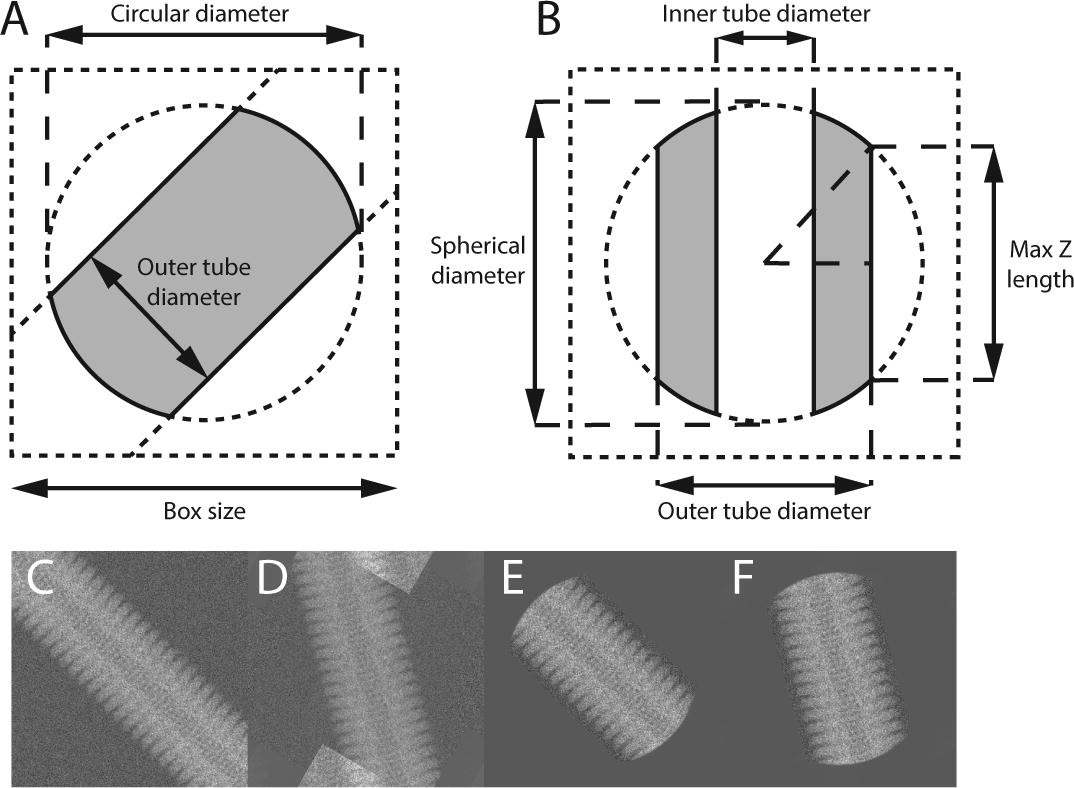 A
Circular diameter
Outer tube
diameter
Box size
B
Inner tube diameter
Spherical
diameter
Max Z
length
Outer tube diameter
C
D
E
F